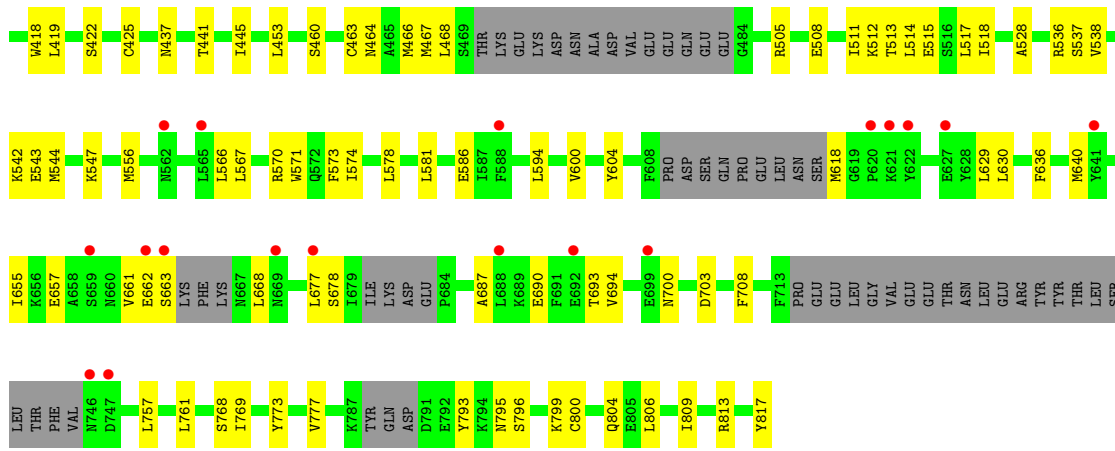 W418 L419 S422 C425 N437 T441 I445 L453 S460 C463 N464 A465 M466 M467 L468 S469 THR LYS GLU LYS ASP ASN ALA ASP VAL GLU GLU GLN GLU GLU G484 R505 E508 I511 K512 T513 L514 E515 S516 L517 I518 A528 R536 S537 V538
K542 E543 M544 K547 M556 N562 L565 L566 L567 R570 W571 Q572 F573 I574 L578 L581 E586 I587 F588 L594 V600 Y604 F608 PRO ASP SER GLN PRO GLU LEU ASN SER M618 G619 P620 K621 Y622 E627 Y628 L629 L630 F636 M640 Y641
I655 K656 E657 A658 S659 N660 V661 E662 S663 LYS PHE LYS N667 L668 N669 L677 S678 I679 ILE LYS ASP GLU P684 A687 L688 K689 E690 F691 E692 T693 V694 E699 N700 D703 F708 F713 PRO GLU GLU LEU GLY VAL GLU GLU THR ASN LEU GLU ARG TYR TYR THR LEU SER
LEU THR PHE VAL N746 D747 L757 L761 S768 I769 Y773 V777 K787 TYR GLN ASP D791 E792 Y793 K794 N795 S796 K799 C800 Q804 E805 L806 I809 R813 Y817